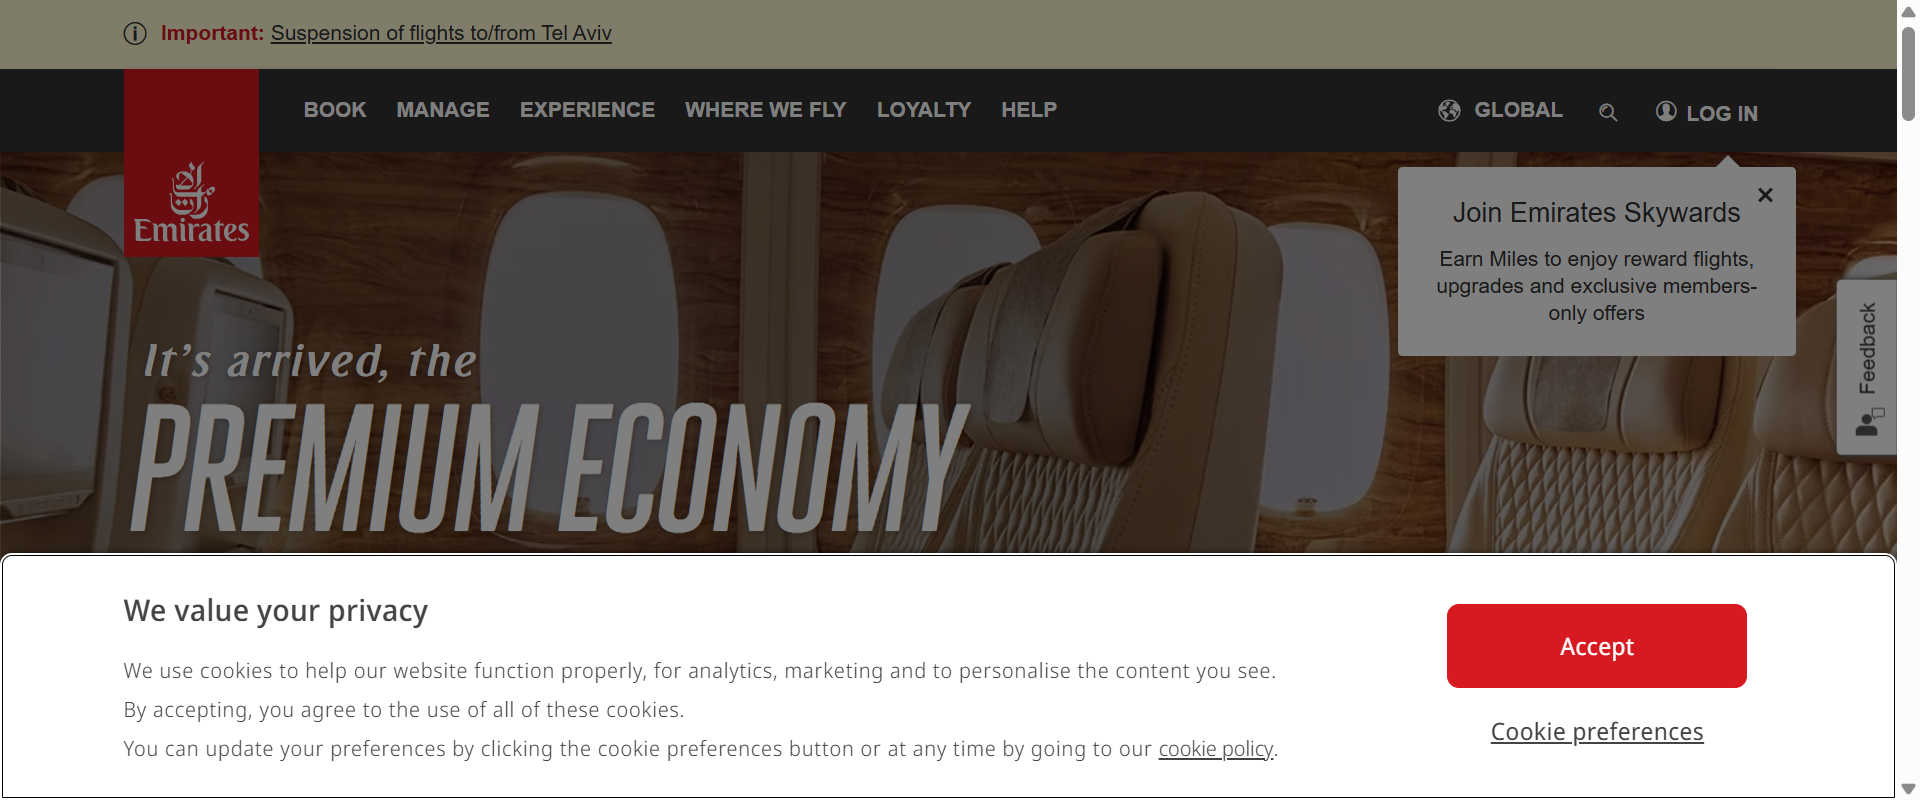 Important: Suspension of flights to/from Tel Aviv
Emirates
BOOK MANAGE EXPERIENCE WHERE WE FLY LOYALTY HELP
GLOBAL LOG IN
Join Emirates Skywards
Earn Miles to enjoy reward flights,
upgrades and exclusive members-
only offers
Feedback
It's arrived, the
PREMIUM ECONOMY
We value your privacy
We use cookies to help our website function properly, for analytics, marketing and to personalise the content you see.
By accepting, you agree to the use of all of these cookies.
You can update your preferences by clicking the cookie preferences button or at any time by going to our cookie policy.
Accept
Cookie preferences